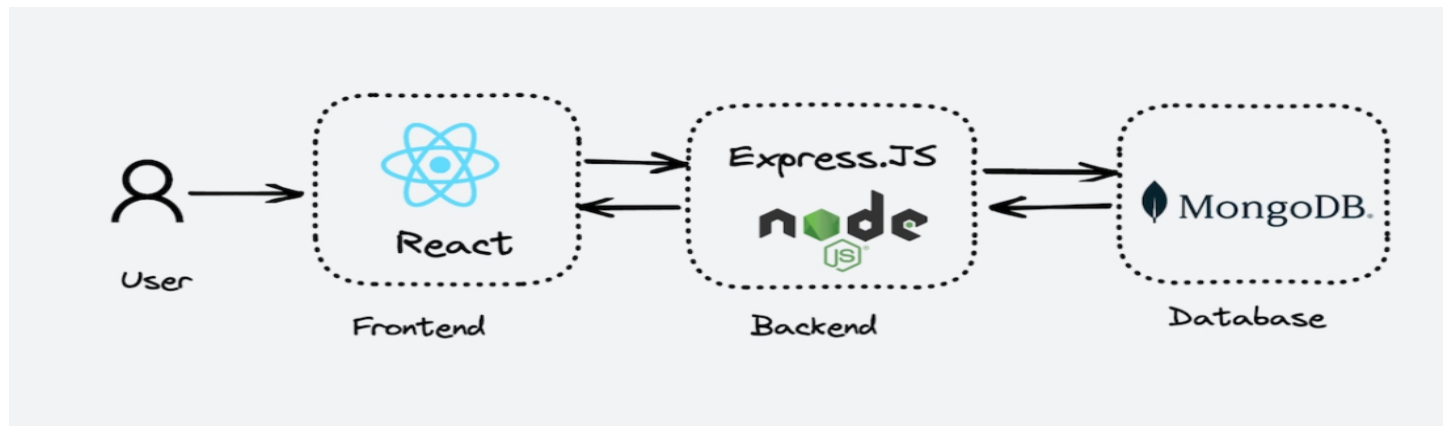 User
React
Frontend
Express.JS
node
JS
Backend
MongoDB.
Database